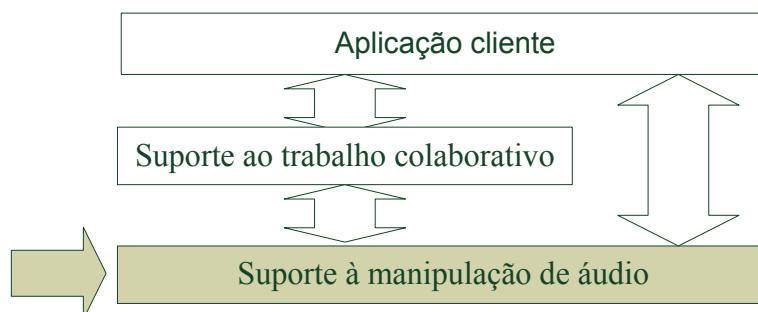 Aplicação cliente
Suporte ao trabalho colaborativo
Suporte à manipulação de áudio